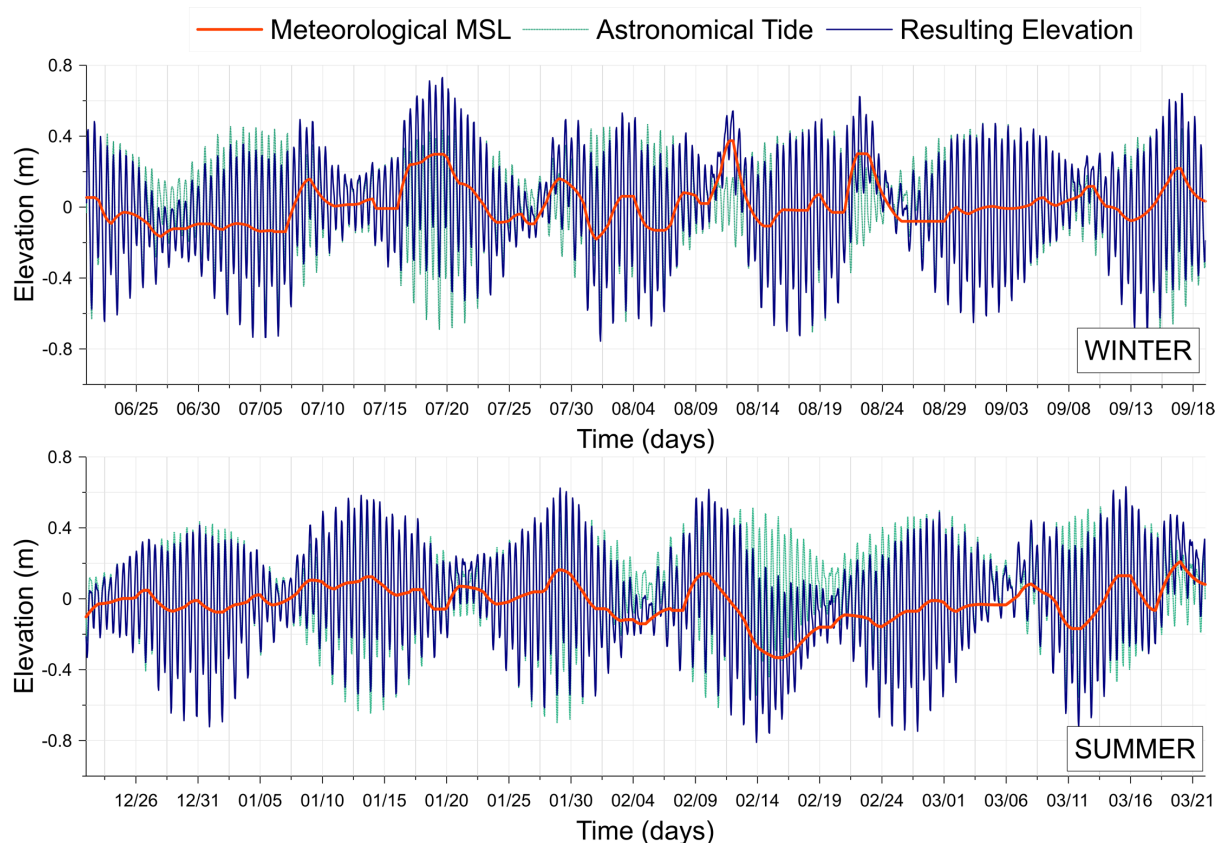 Meteorological MSL Astronomical Tide Resulting Elevation
0.8
0.4
0
-0.4
-0.8
Elevation (m)
WINTER
06/25 06/30 07/05 07/10 07/15 07/20 07/25 07/30 08/04 08/09 08/14 08/19 08/24 08/29 09/03 09/08 09/13 09/18
Time (days)
0.8
0.4
0
-0.4
-0.8
Elevation (m)
SUMMER
12/26 12/31 01/05 01/10 01/15 01/20 01/25 01/30 02/04 02/09 02/14 02/19 02/24 03/01 03/06 03/11 03/16 03/21
Time (days)